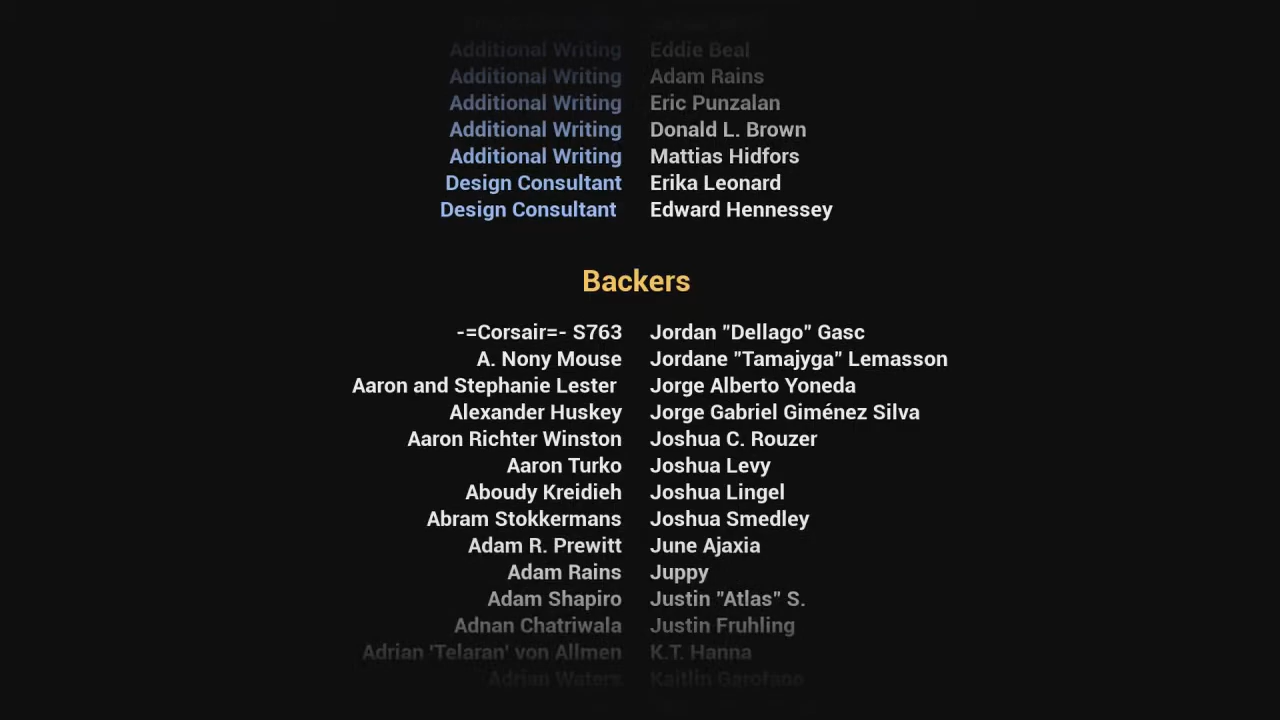 Additional Writing Eddie Beal
Additional Writing Adam Rains
Additional Writing Eric Punzalan
Additional Writing Donald L. Brown
Additional Writing Mattias Hidfors
Design Consultant Erika Leonard
Design Consultant Edward Hennessey
Backers
-=Corsair=- S763 Jordan "Dellago" Gasc
A. Nony Mouse Jordane "Tamajyga" Lemasson
Aaron and Stephanie Lester Jorge Alberto Yoneda
Alexander Huskey Jorge Gabriel Giménez Silva
Aaron Richter Winston Joshua C. Rouzer
Aaron Turko Joshua Levy
Aboudy Kreidieh Joshua Lingel
Abram Stokkermans Joshua Smedley
Adam R. Prewitt June Ajaxia
Adam Rains Juppy
Adam Shapiro Justin "Atlas" S.
Adnan Chatriwala Justin Fruhling
Adrian 'Telaran' von Allmen K.T. Hanna
Adrian Waters Kaitlin Garofano